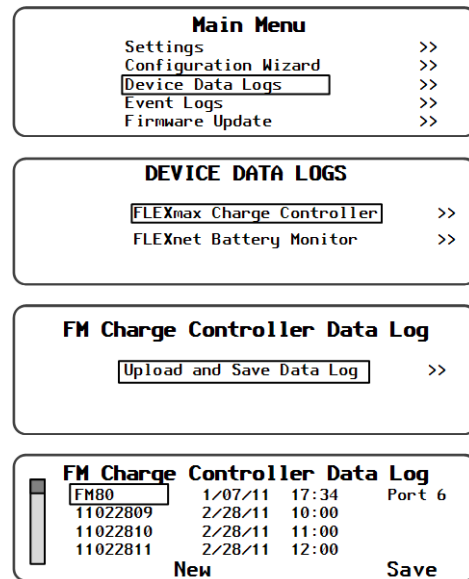 Main Menu
Settings >>
Configuration Wizard >>
Device Data Logs >>
Event Logs >>
Firmware Update >>
DEVICE DATA LOGS
FLEXmax Charge Controller >>
FLEXnet Battery Monitor >>
FM Charge Controller Data Log
Upload and Save Data Log >>
FM Charge Controller Data Log
FM80 1/07/11 17:34 Port 6
11022809 2/28/11 10:00
11022810 2/28/11 11:00
11022811 2/28/11 12:00
New Save